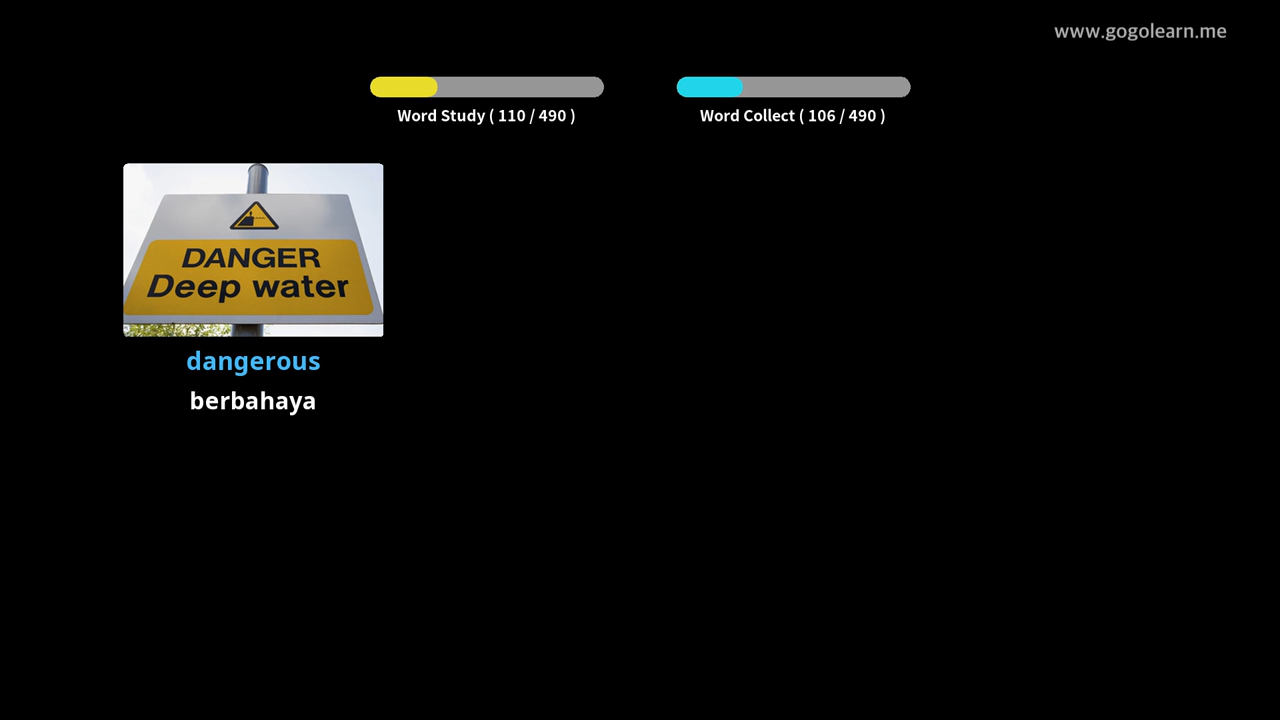 www.gogolearn.me
Word Study ( 110 / 490 )
Word Collect ( 106 / 490 )
DANGER
Deep water
dangerous
berbahaya